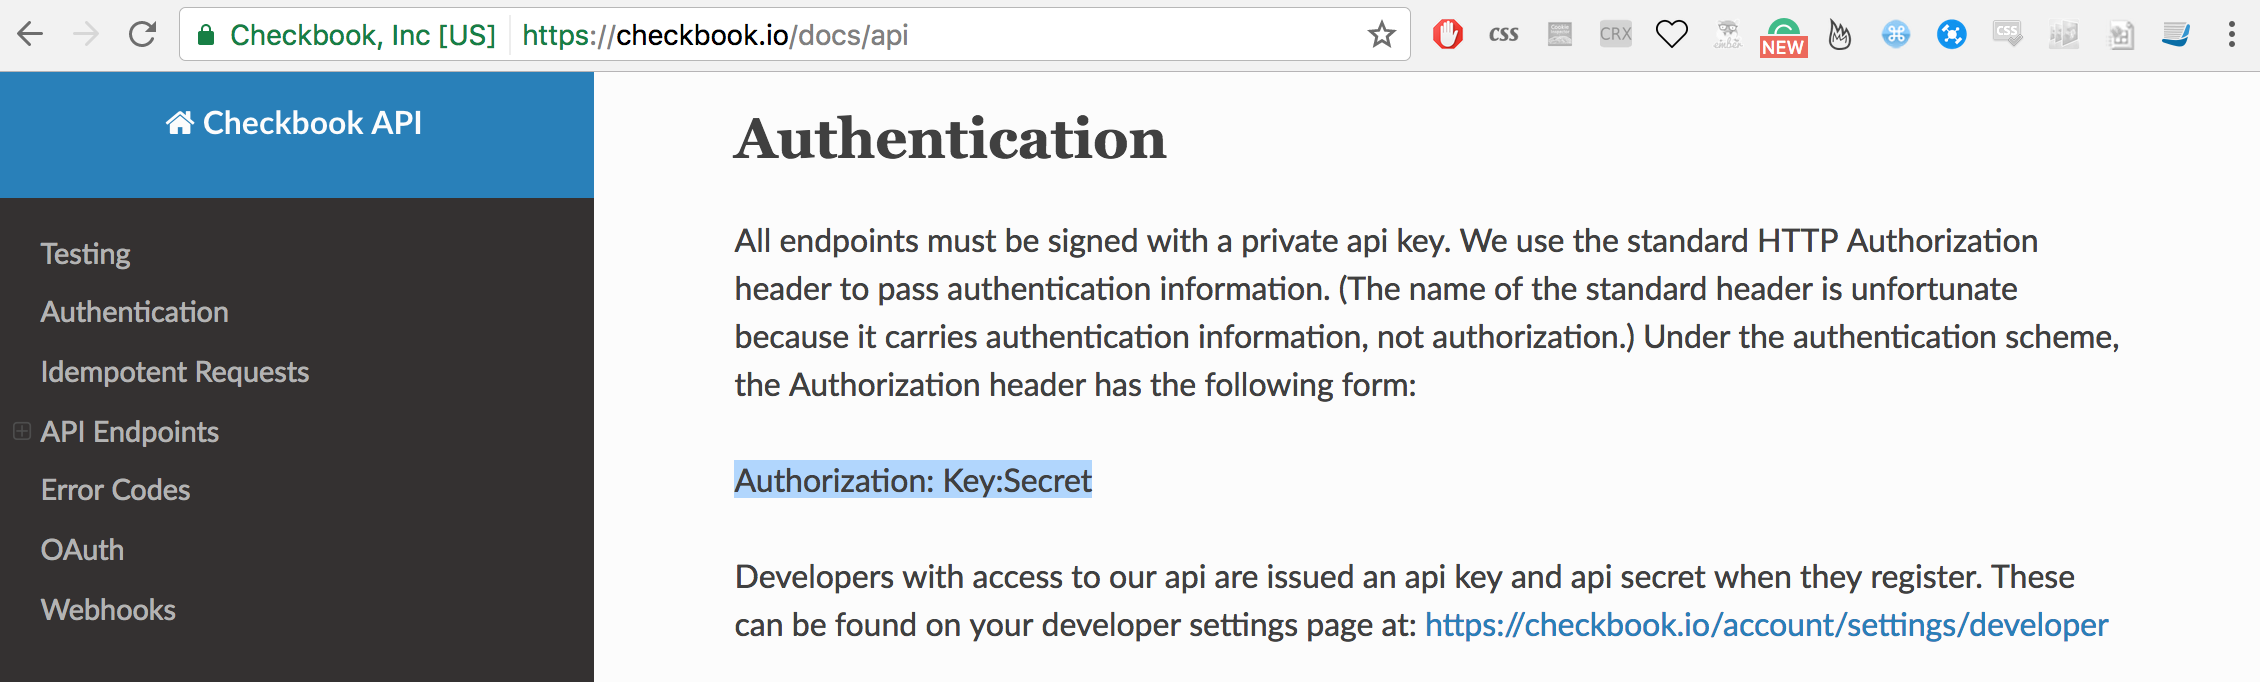 Checkbook, Inc [US] https://checkbook.io/docs/api
css
CRX
ember
NEW
CSS
Checkbook API
Testing
Authentication
Idempotent Requests
API Endpoints
Error Codes
OAuth
Webhooks
Authentication
All endpoints must be signed with a private api key. We use the standard HTTP Authorization
header to pass authentication information. (The name of the standard header is unfortunate
because it carries authentication information, not authorization.) Under the authentication scheme,
the Authorization header has the following form:
Authorization: Key:Secret
Developers with access to our api are issued an api key and api secret when they register. These
can be found on your developer settings page at: https://checkbook.io/account/settings/developer